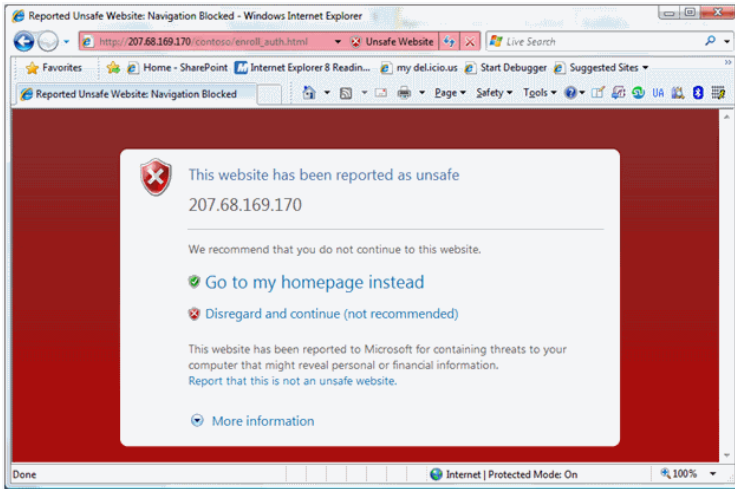 Reported Unsafe Website: Navigation Blocked - Windows Internet Explorer
http://207.68.169.170/contoso/enroll_auth.html Unsafe Website Live Search
Favorites Home - SharePoint Internet Explorer 8 Readin... my del.icio.us Start Debugger Suggested Sites
Reported Unsafe Website: Navigation Blocked Page Safety Tools UA
This website has been reported as unsafe
207.68.169.170
We recommend that you do not continue to this website.
Go to my homepage instead
Disregard and continue (not recommended)
This website has been reported to Microsoft for containing threats to your
computer that might reveal personal or financial information.
Report that this is not an unsafe website.
More information
Done Internet | Protected Mode: On 100%